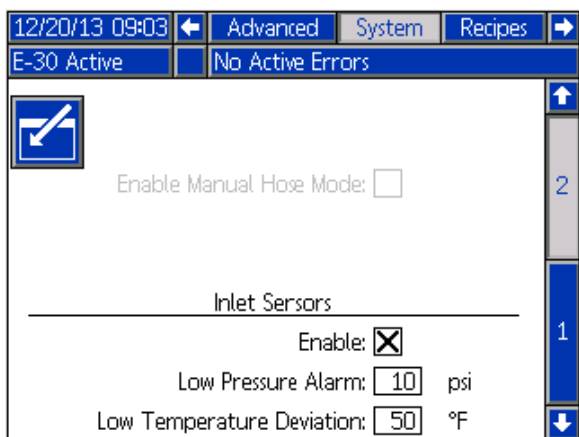 12/20/13 09:03 Advanced System Recipes
E-30 Active No Active Errors
Enable Manual Hose Mode:
2
Inlet Sersors
Enable:
1
Low Pressure Alarm: 10 psi
Low Temperature Deviation: 50 °F